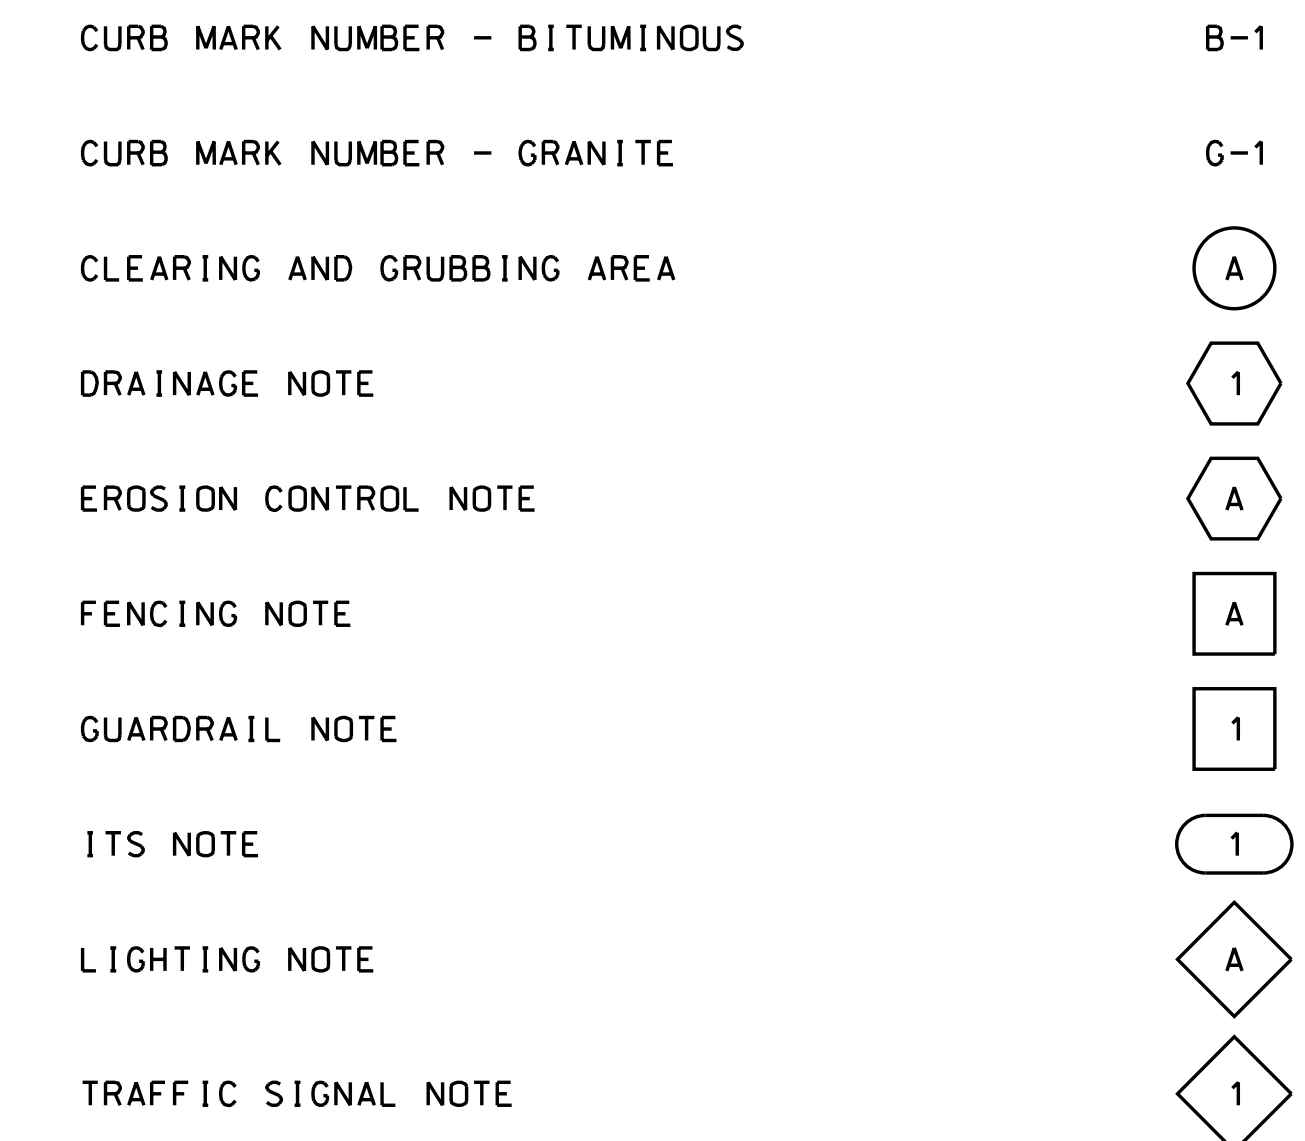 CURB MARK NUMBER - BITUMINOUS B-1
CURB MARK NUMBER - GRANITE G-1
CLEARING AND GRUBBING AREA A
DRAINAGE NOTE 1
EROSION CONTROL NOTE A
FENCING NOTE A
GUARDRAIL NOTE 1
ITS NOTE 1
LIGHTING NOTE A
TRAFFIC SIGNAL NOTE 1